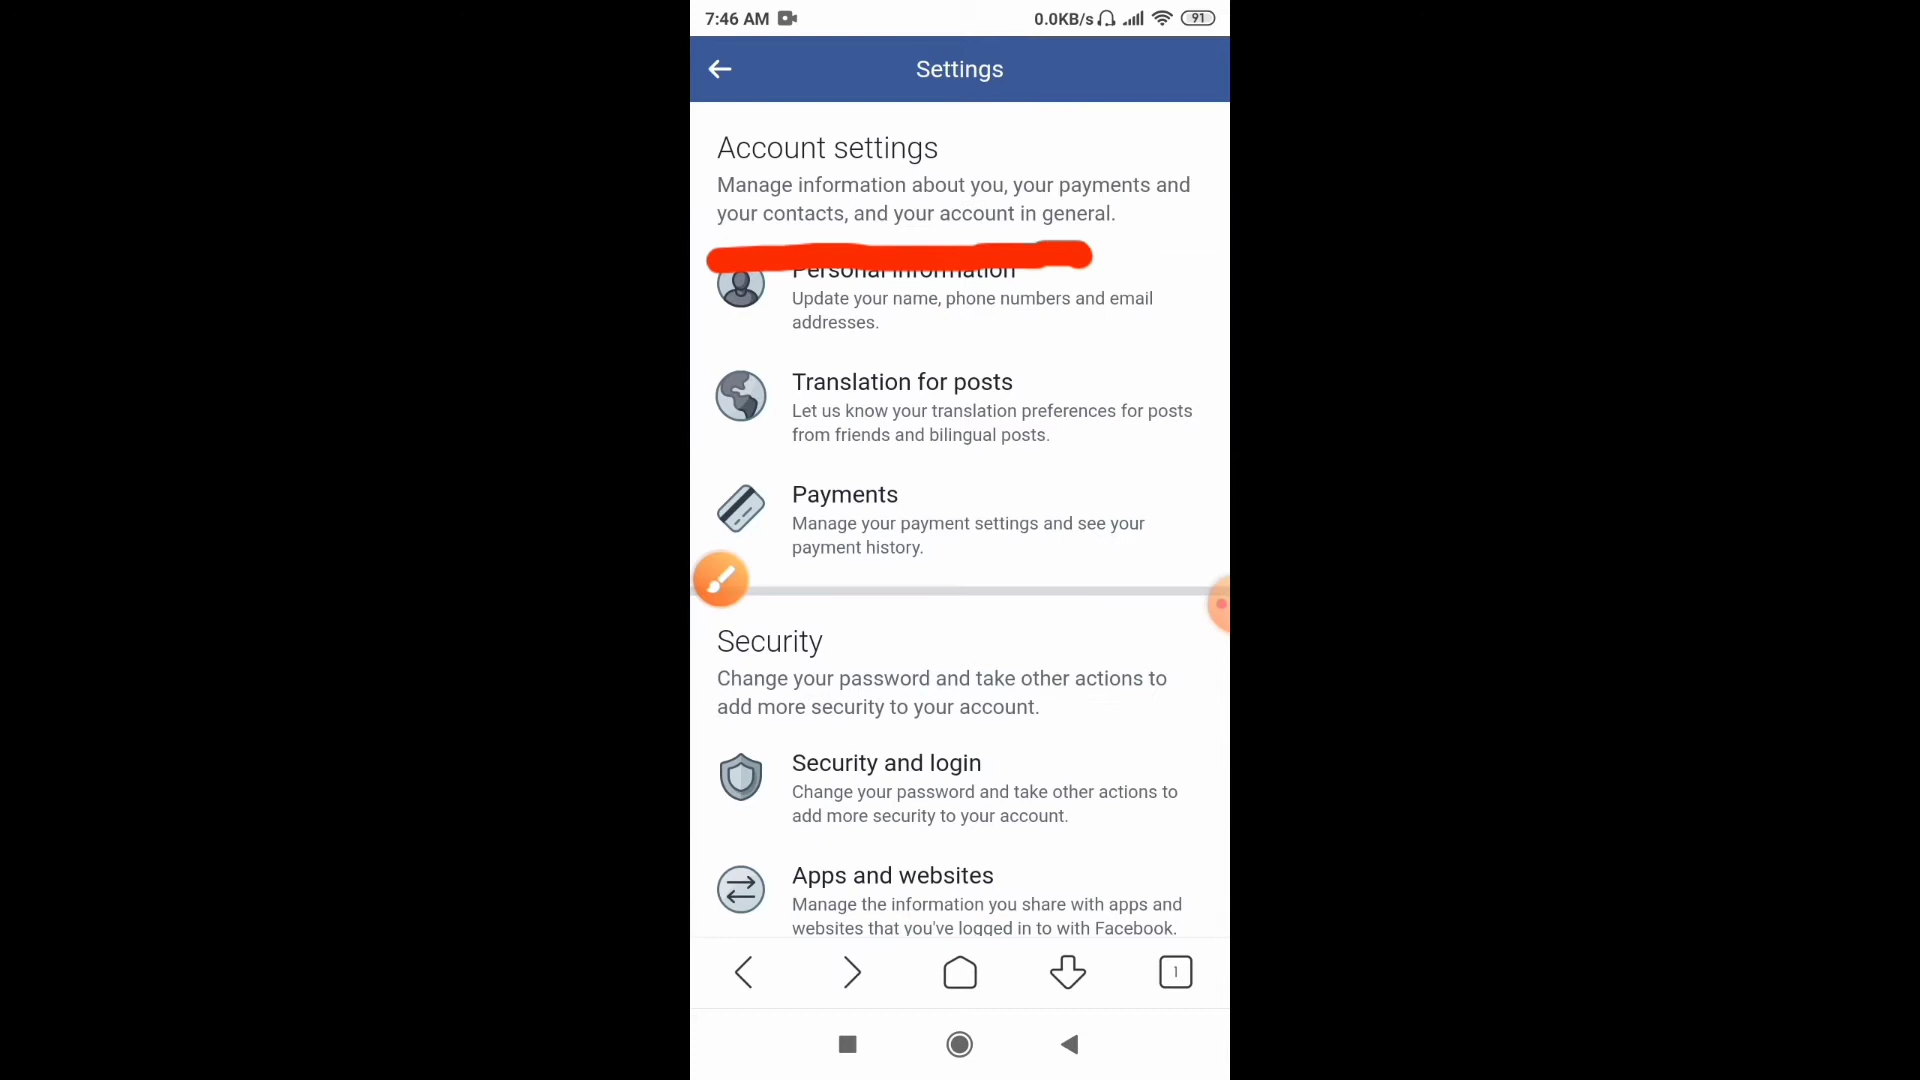 7:46 AM
0.0KB/s
91
Settings
Account settings
Manage information about you, your payments and
your contacts, and your account in general.
Personal information
Update your name, phone numbers and email
addresses.
Translation for posts
Let us know your translation preferences for posts
from friends and bilingual posts.
Payments
Manage your payment settings and see your
payment history.
Security
Change your password and take other actions to
add more security to your account.
Security and login
Change your password and take other actions to
add more security to your account.
Apps and websites
Manage the information you share with apps and
websites that you've logged in to with Facebook.
1